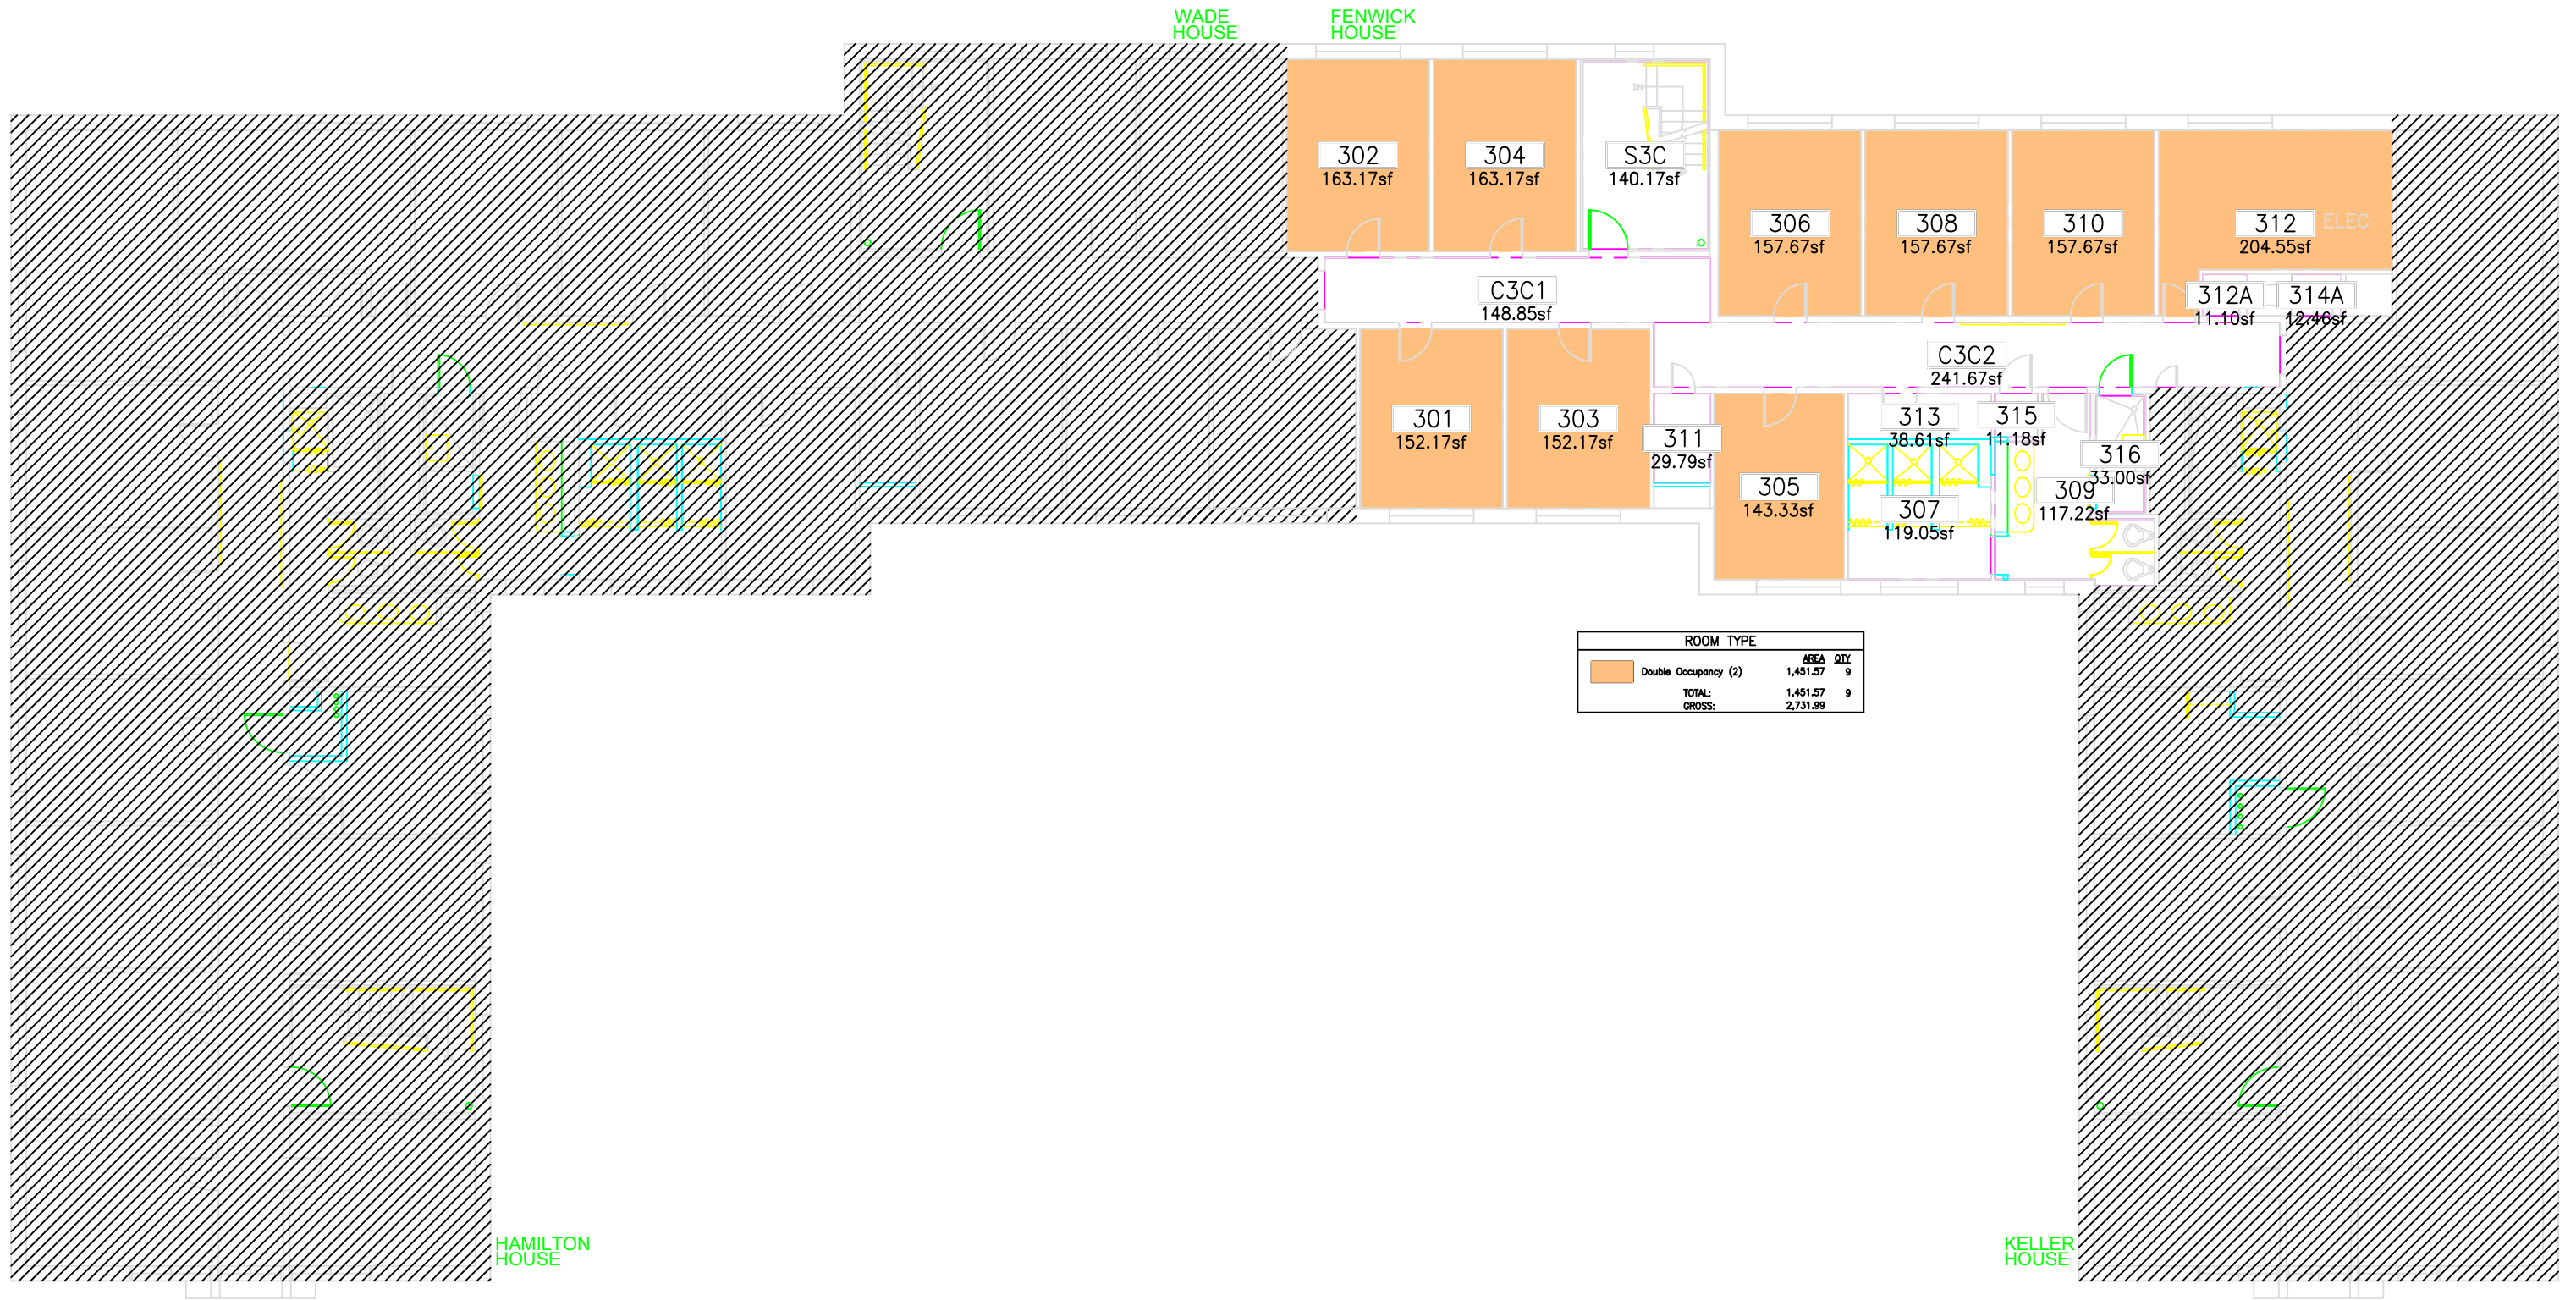 WADE
HOUSE
FENWICK
HOUSE
302
163.17sf
304
163.17sf
S3C
140.17sf
DN
306
157.67sf
308
157.67sf
310
157.67sf
312
204.55sf
ELEC
C3C1
148.85sf
312A
11.10sf
314A
12.46sf
C3C2
241.67sf
301
152.17sf
303
152.17sf
311
29.79sf
313
38.61sf
315
11.18sf
316
33.00sf
305
143.33sf
307
119.05sf
309
117.22sf
ROOM TYPE
AREA QTY
Double Occupancy (2) 1,451.57 9
TOTAL: 1,451.57 9
GROSS: 2,731.99
HAMILTON
HOUSE
KELLER
HOUSE